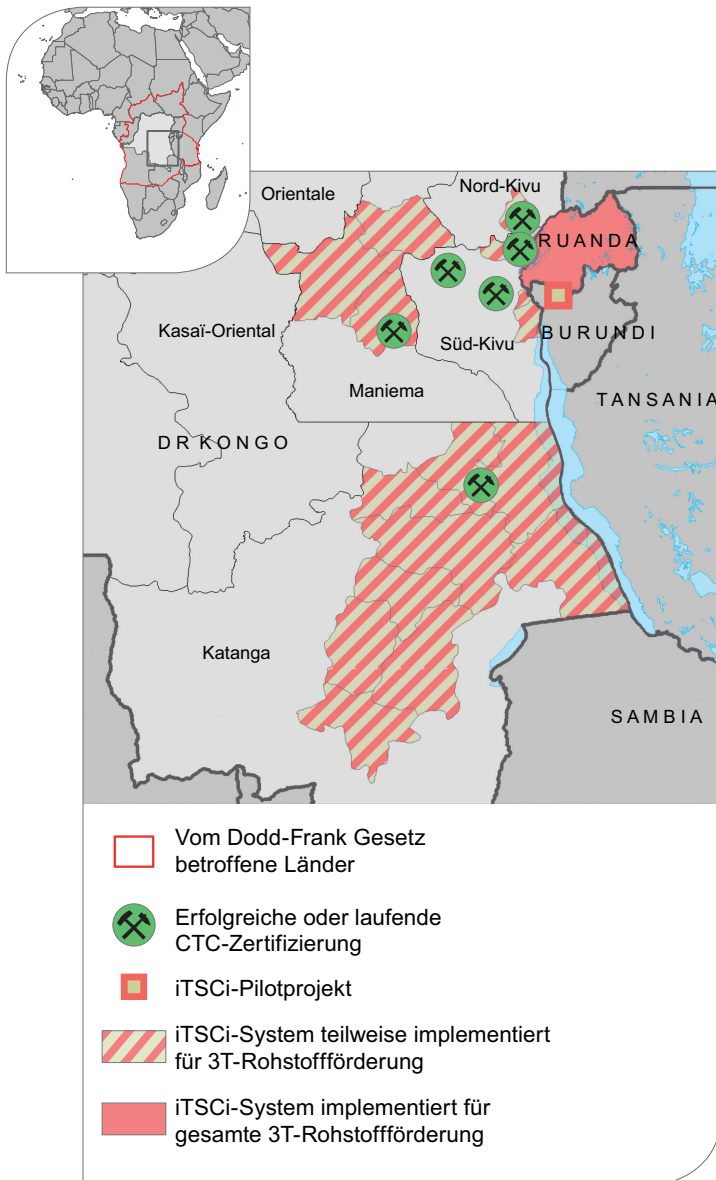 Orientale
Nord-Kivu
RUANDA
Kasaï-Oriental
Süd-Kivu
BURUNDI
Maniema
TANSANIA
DR KONGO
Katanga
SAMBIA
Vom Dodd-Frank Gesetz
betroffene Länder
Erfolgreiche oder laufende
CTC-Zertifizierung
iTSCi-Pilotprojekt
iTSCi-System teilweise implementiert
für 3T-Rohstoffförderung
iTSCi-System implementiert für
gesamte 3T-Rohstoffförderung